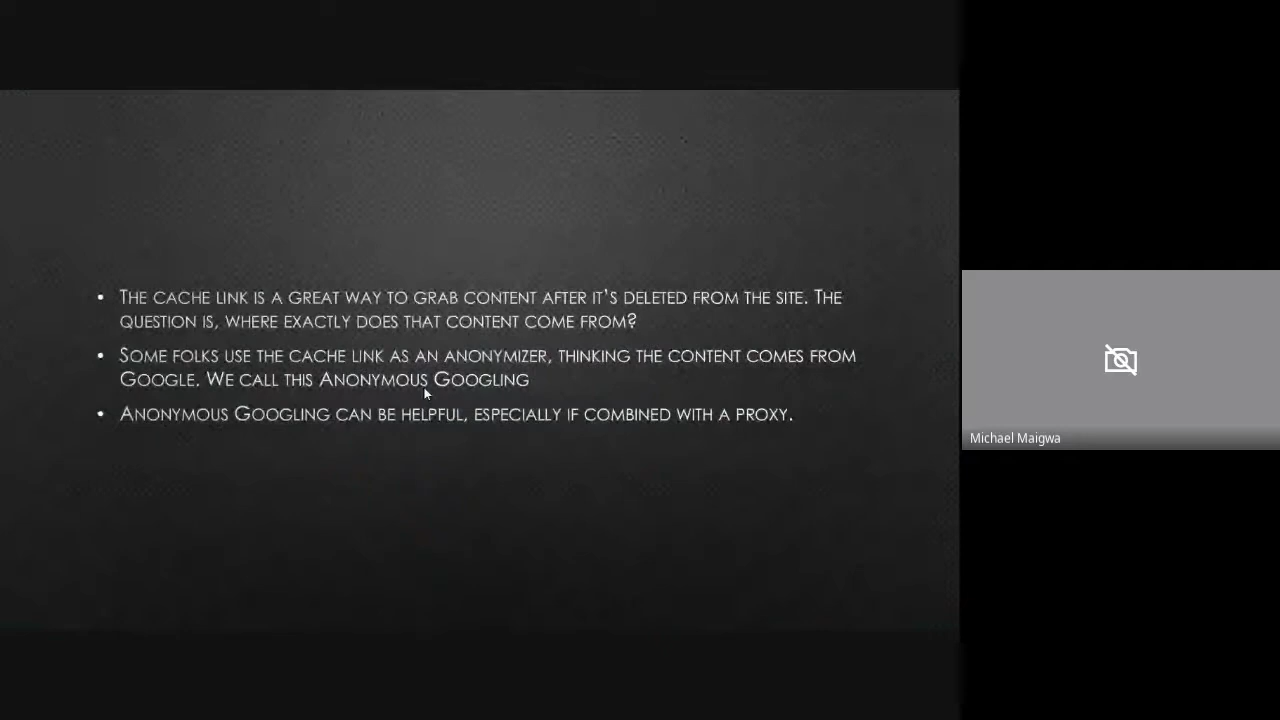 • The cache link is a great way to grab content after it's deleted from the site. The
question is, where exactly does that content come from?
• Some folks use the cache link as an anonymizer, thinking the content comes from
Google. We call this Anonymous Googling
• Anonymous Googling can be helpful, especially if combined with a proxy.
Michael Maigwa